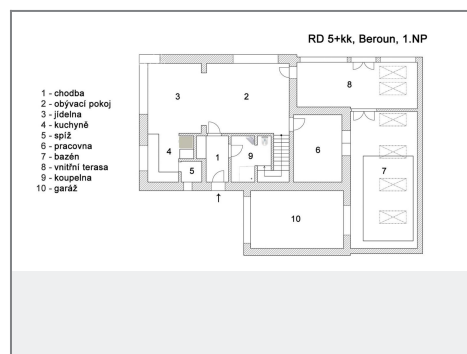 RD 5+kk, Beroun, 1.NP
1 - chodba
2 - obývací pokoj
3 - jídelna
4 - kuchyně
5 - spíž
6 - pracovna
7 - bazén
8 - vnitřní terasa
9 - koupelna
10 - garáž
8
3
2
4
5
1
9
6
7
10